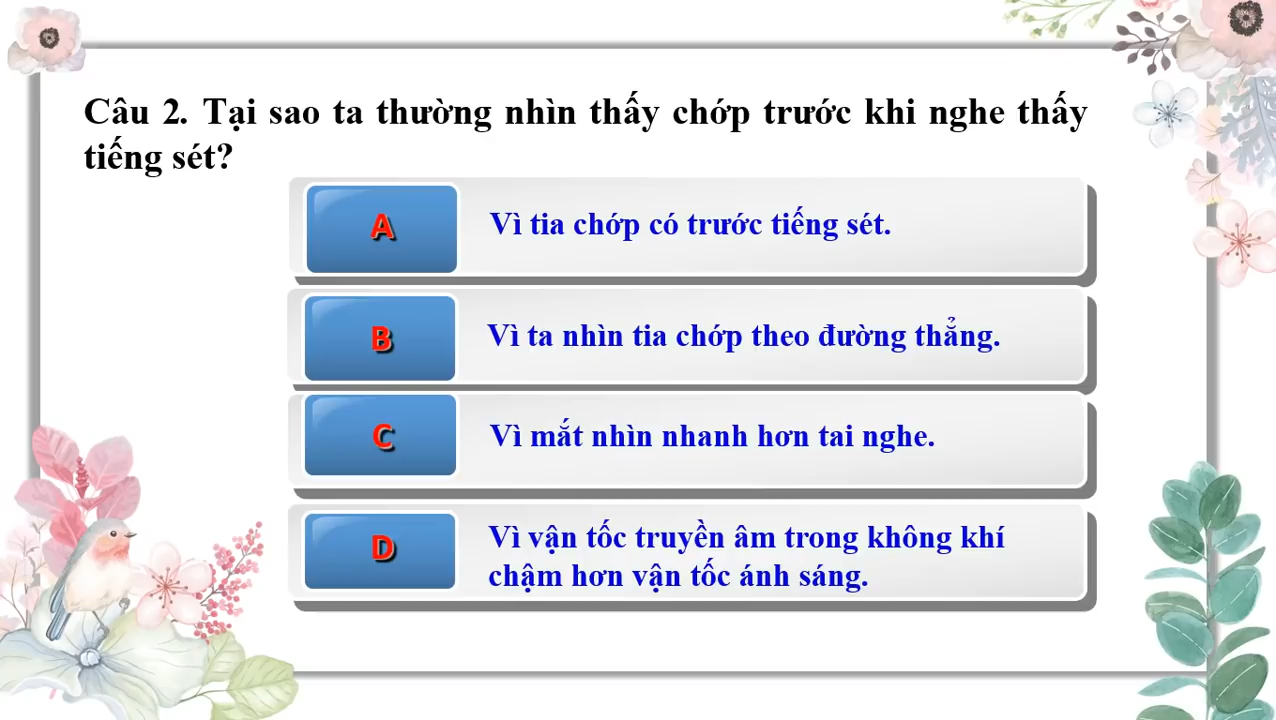 Câu 2. Tại sao ta thường nhìn thấy chớp trước khi nghe thấy
tiếng sét?
A
Vì tia chớp có trước tiếng sét.
B
Vì ta nhìn tia chớp theo đường thẳng.
C
Vì mắt nhìn nhanh hơn tai nghe.
D
Vì vận tốc truyền âm trong không khí
chậm hơn vận tốc ánh sáng.